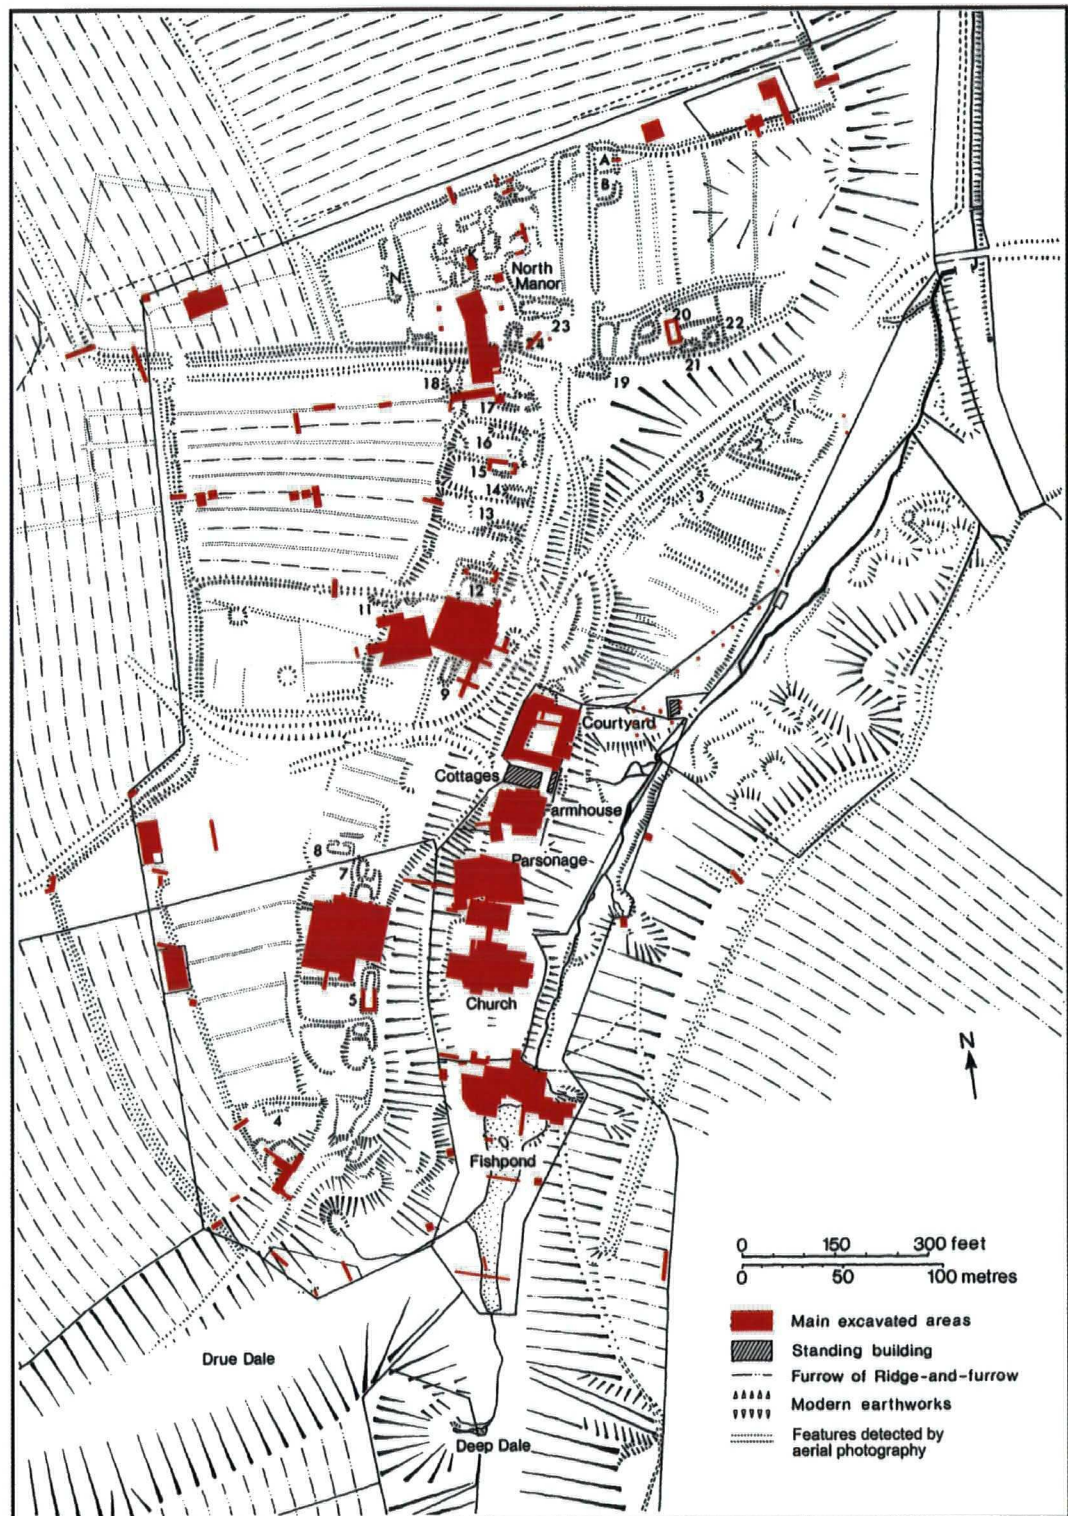 A
B
North
Manor
23
24
20
22
21
19
18
17
16
15
14
13
1
2
3
12
11
9
Courtyard
Cottages
Farmhouse
Parsonage
8
7
5
Church
4
Fishpond
N
0 150 300 feet
0 50 100 metres
Main excavated areas
Standing building
Furrow of Ridge-and-furrow
Modern earthworks
Features detected by
aerial photography
Drue Dale
Deep Dale